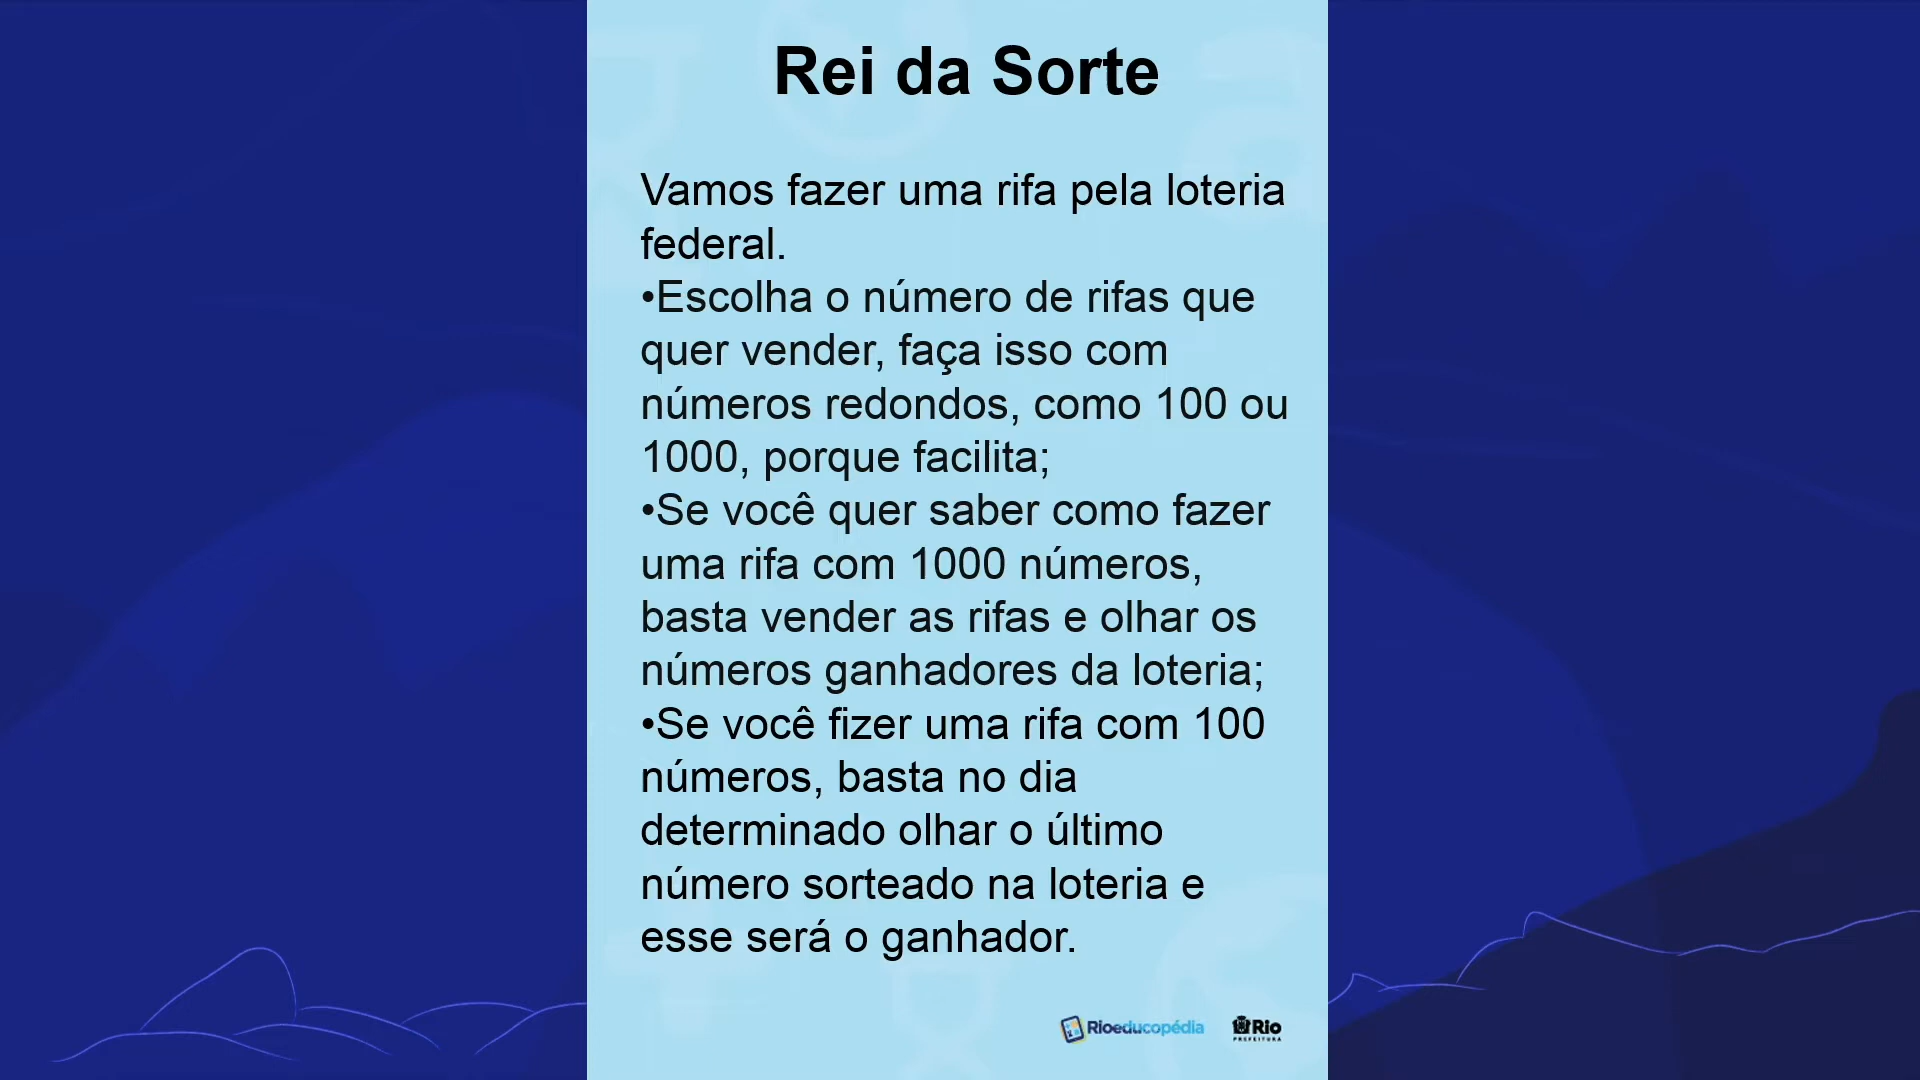 Rei da Sorte
Vamos fazer uma rifa pela loteria
federal.
•Escolha o número de rifas que
quer vender, faça isso com
números redondos, como 100 ou
1000, porque facilita;
•Se você quer saber como fazer
uma rifa com 1000 números,
basta vender as rifas e olhar os
números ganhadores da loteria;
•Se você fizer uma rifa com 100
números, basta no dia
determinado olhar o último
número sorteado na loteria e
esse será o ganhador.
Rioeducopédia
Rio
PREFEITURA